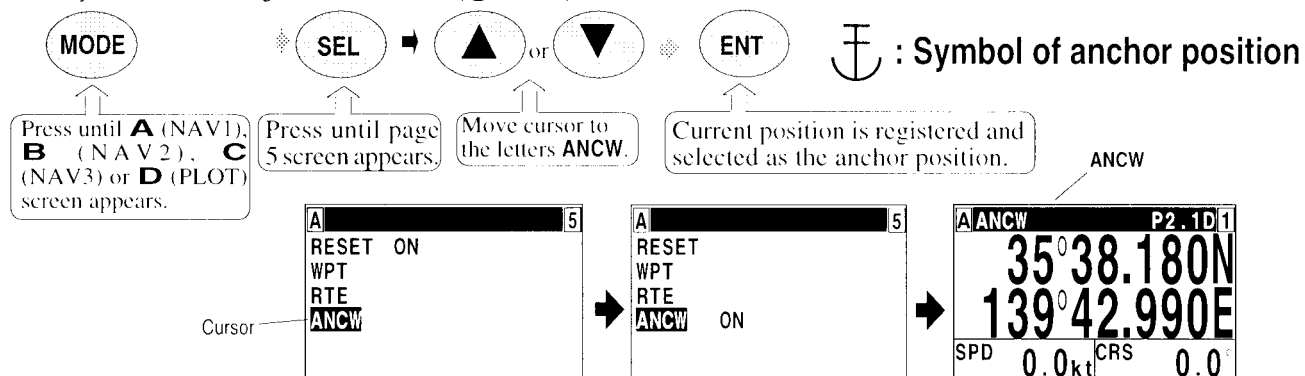 MODE SEL or ENT : Symbol of anchor position
Press until A (NAV1),
B (NAV2), C
(NAV3) or D (PLOT)
screen appears.
Press until page
5 screen appears.
Move cursor to
the letters ANCW.
Current position is registered and
selected as the anchor position.
ANCW
A 5
RESET ON
WPT
RTE
ANCW
Cursor
A 5
RESET
WPT
RTE
ANCW ON
A ANCW P2.1D 1
35°38.180N
139°42.990E
SPD 0.0kt CRS 0.0°